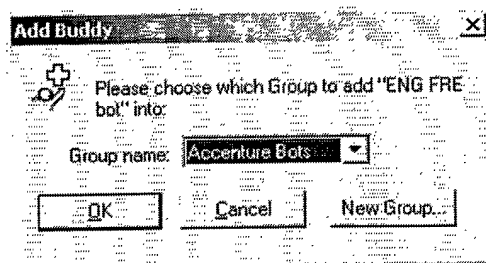 Add Buddy
Please choose which Group to add "ENG FRE
bot" into:
Group name: Accenture Bots
OK Cancel New Group...